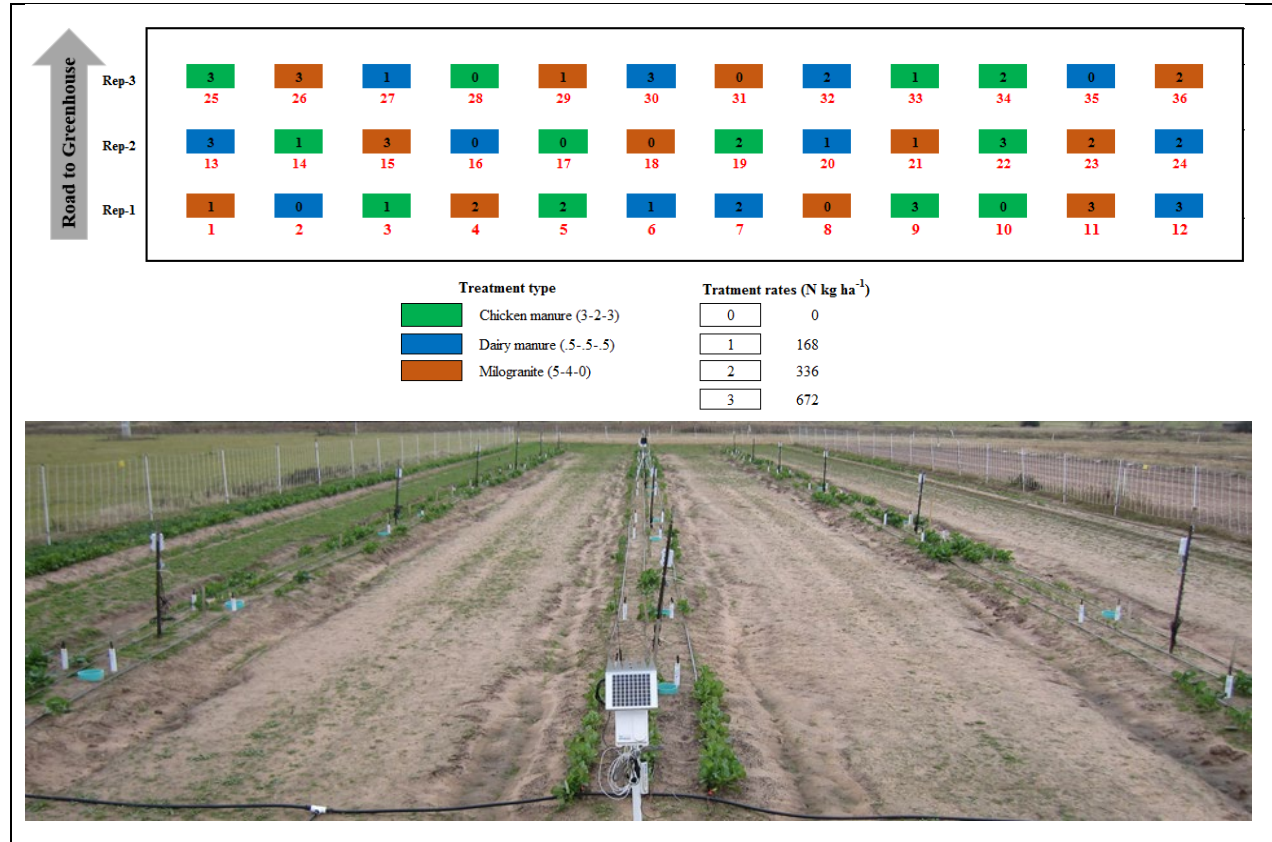 Road to Greenhouse
Rep-3 3 3 1 0 1 3 0 2 1 2 0 2
25 26 27 28 29 30 31 32 33 34 35 36
Rep-2 3 1 3 0 0 0 2 1 1 3 2 2
13 14 15 16 17 18 19 20 21 22 23 24
Rep-1 1 0 1 2 2 1 2 0 3 0 3 3
1 2 3 4 5 6 7 8 9 10 11 12
Treatment type Tratment rates (N kg ha⁻¹)
Chicken manure (3-2-3) 0 0
Dairy manure (.5-.5-.5) 1 168
Milogranite (5-4-0) 2 336
3 672